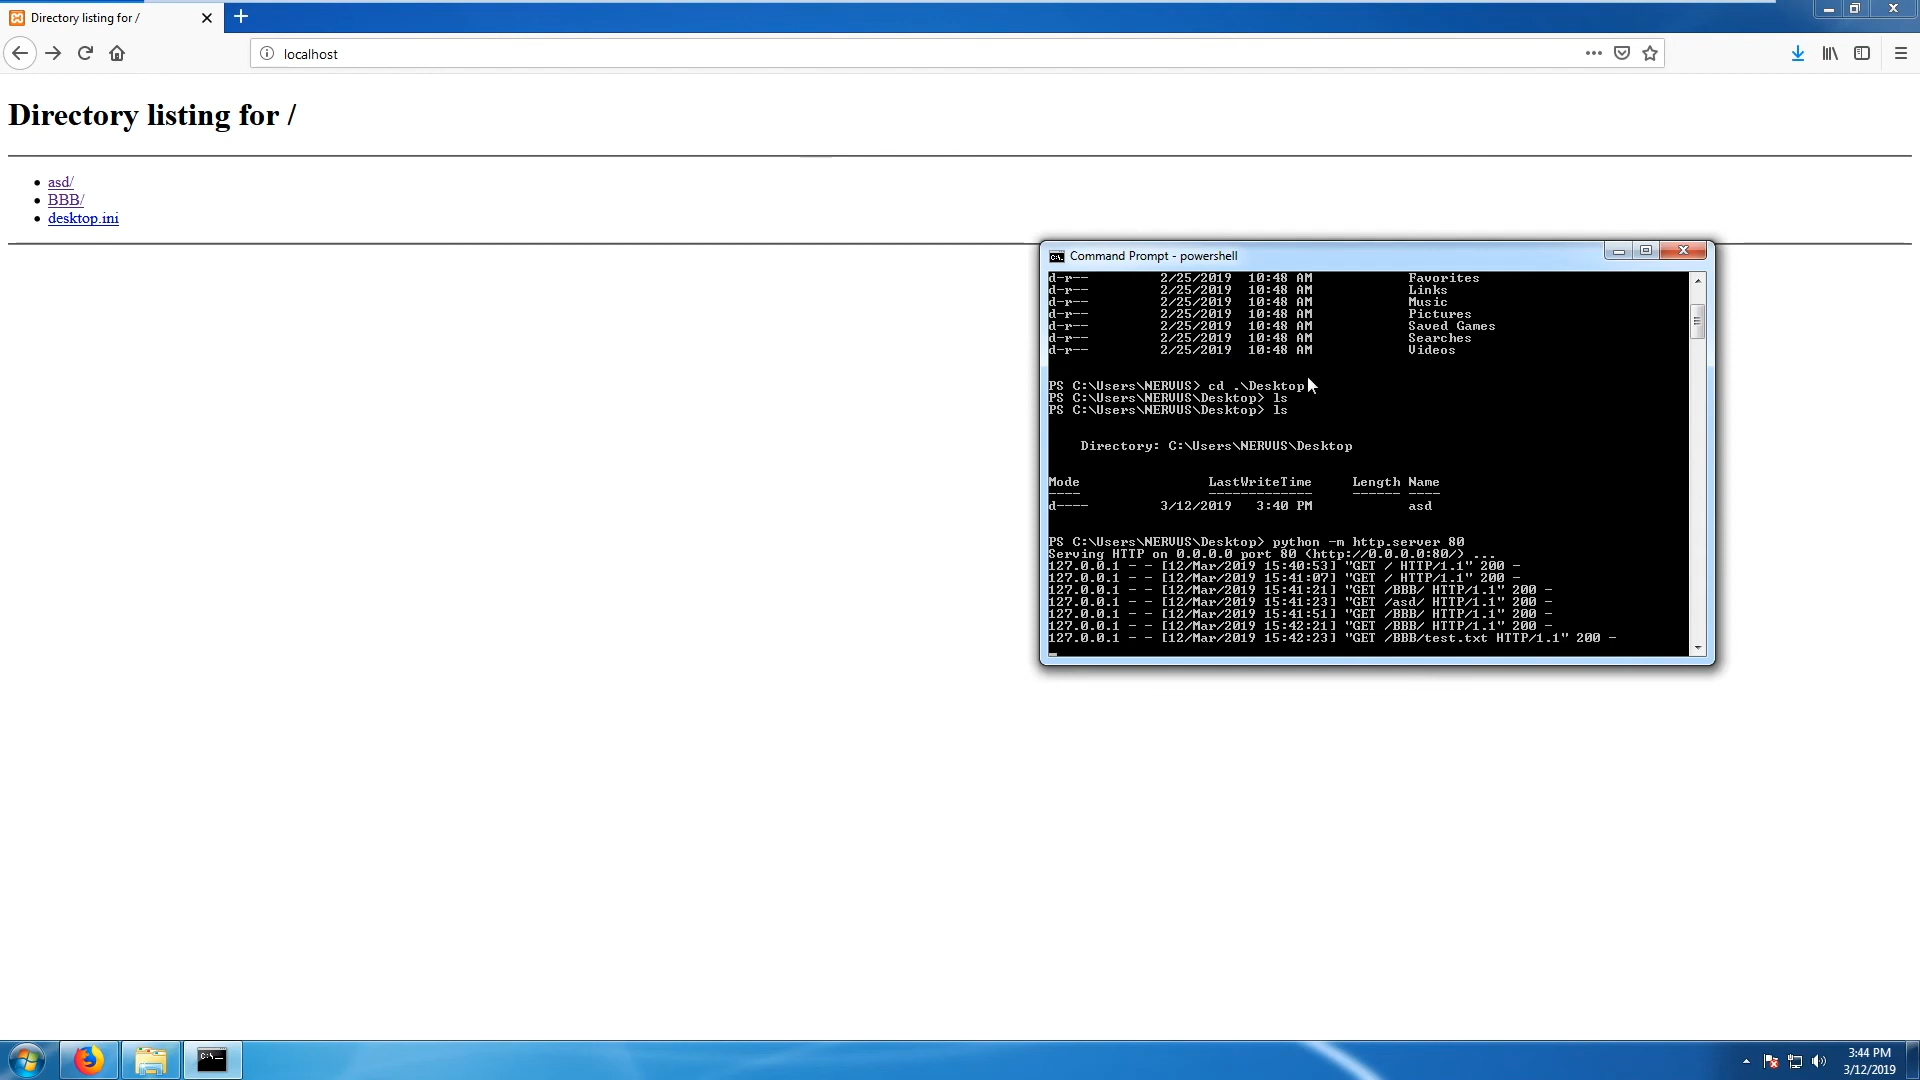 Directory listing for /
localhost
Directory listing for /
asd/
BBB/
desktop.ini
Command Prompt - powershell
d-r-- 2/25/2019 10:48 AM Favorites
d-r-- 2/25/2019 10:48 AM Links
d-r-- 2/25/2019 10:48 AM Music
d-r-- 2/25/2019 10:48 AM Pictures
d-r-- 2/25/2019 10:48 AM Saved Games
d-r-- 2/25/2019 10:48 AM Searches
d-r-- 2/25/2019 10:48 AM Videos
PS C:\Users\NERVUS> cd .\Desktop
PS C:\Users\NERVUS\Desktop> ls
PS C:\Users\NERVUS\Desktop> ls
Directory: C:\Users\NERVUS\Desktop
Mode LastWriteTime Length Name
---- ------------- ------ ----
d---- 3/12/2019 3:40 PM asd
PS C:\Users\NERVUS\Desktop> python -m http.server 80
Serving HTTP on 0.0.0.0 port 80 (http://0.0.0.0:80/) ...
127.0.0.1 - - [12/Mar/2019 15:40:53] "GET / HTTP/1.1" 200 -
127.0.0.1 - - [12/Mar/2019 15:41:07] "GET / HTTP/1.1" 200 -
127.0.0.1 - - [12/Mar/2019 15:41:21] "GET /BBB/ HTTP/1.1" 200 -
127.0.0.1 - - [12/Mar/2019 15:41:23] "GET /asd/ HTTP/1.1" 200 -
127.0.0.1 - - [12/Mar/2019 15:41:51] "GET /BBB/ HTTP/1.1" 200 -
127.0.0.1 - - [12/Mar/2019 15:42:21] "GET /BBB/ HTTP/1.1" 200 -
127.0.0.1 - - [12/Mar/2019 15:42:23] "GET /BBB/test.txt HTTP/1.1" 200 -
3:44 PM
3/12/2019